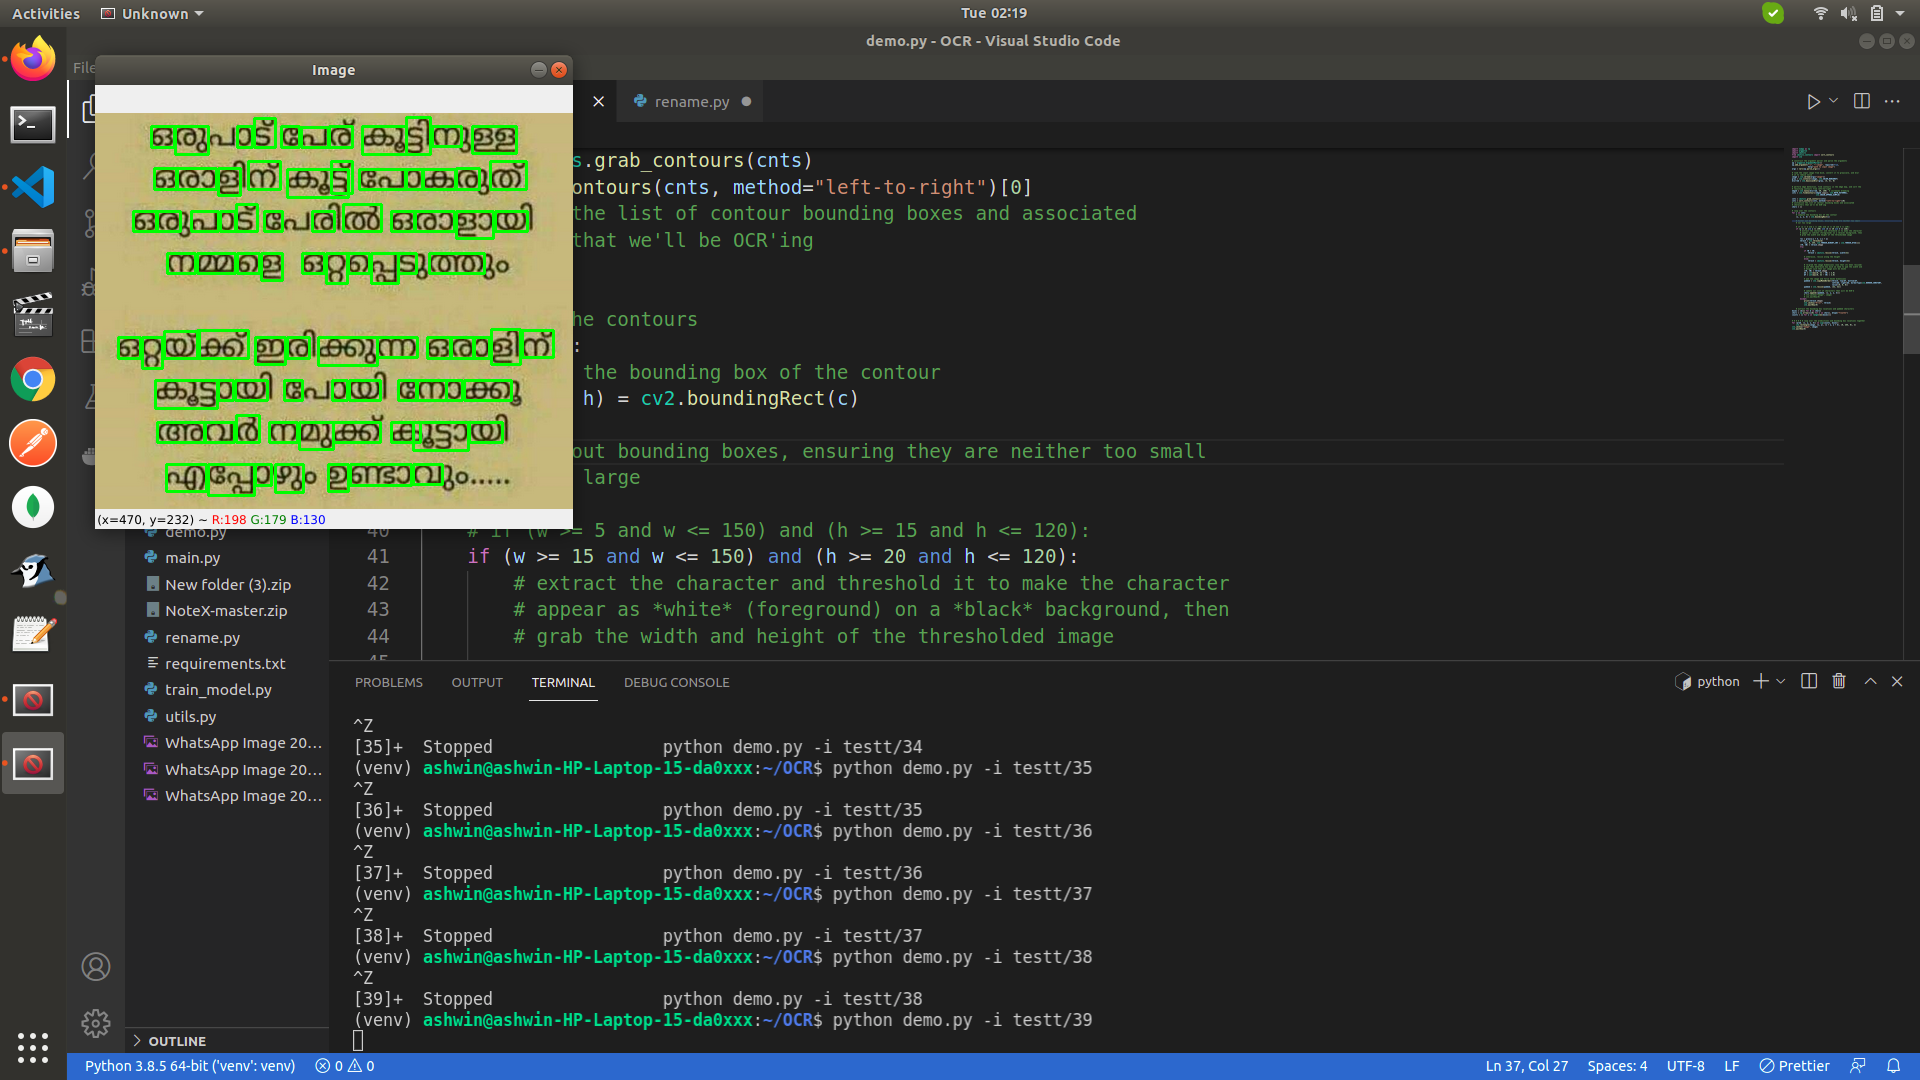 Activities
Unknown
Tue 02:19
demo.py - OCR - Visual Studio Code
File
Image
ഒരുപാട് പേര് കൂട്ടിനുള്ള
ഒരാളിന് കൂട്ട് പോകരുത്
ഒരുപാട് പേരിൽ ഒരാളായി
നമ്മളെ ഒറ്റപ്പെടുത്തും
ഒറ്റയ്ക്ക് ഇരിക്കുന്ന ഒരാളിന്
കൂട്ടായി പോയി നോക്കൂ
അവർ നമുക്ക് കൂട്ടായി
എപ്പോഴും ഉണ്ടാവും.....
(x=470, y=232) ~ R:198 G:179 B:130
rename.py
s.grab_contours(cnts)
ontours(cnts, method="left-to-right")[0]
the list of contour bounding boxes and associated
that we'll be OCR'ing
he contours
:
the bounding box of the contour
h) = cv2.boundingRect(c)
out bounding boxes, ensuring they are neither too small
large
40 # if (w >= 5 and w <= 150) and (h >= 15 and h <= 120):
41 if (w >= 15 and w <= 150) and (h >= 20 and h <= 120):
42 # extract the character and threshold it to make the character
43 # appear as *white* (foreground) on a *black* background, then
44 # grab the width and height of the thresholded image
45
demo.py
main.py
New folder (3).zip
NoteX-master.zip
rename.py
requirements.txt
train_model.py
utils.py
WhatsApp Image 20...
WhatsApp Image 20...
WhatsApp Image 20...
OUTLINE
PROBLEMS OUTPUT TERMINAL DEBUG CONSOLE
python
^Z
[35]+ Stopped python demo.py -i testt/34
(venv) ashwin@ashwin-HP-Laptop-15-da0xxx:~/OCR$ python demo.py -i testt/35
^Z
[36]+ Stopped python demo.py -i testt/35
(venv) ashwin@ashwin-HP-Laptop-15-da0xxx:~/OCR$ python demo.py -i testt/36
^Z
[37]+ Stopped python demo.py -i testt/36
(venv) ashwin@ashwin-HP-Laptop-15-da0xxx:~/OCR$ python demo.py -i testt/37
^Z
[38]+ Stopped python demo.py -i testt/37
(venv) ashwin@ashwin-HP-Laptop-15-da0xxx:~/OCR$ python demo.py -i testt/38
^Z
[39]+ Stopped python demo.py -i testt/38
(venv) ashwin@ashwin-HP-Laptop-15-da0xxx:~/OCR$ python demo.py -i testt/39
Python 3.8.5 64-bit ('venv': venv) 0 0 Ln 37, Col 27 Spaces: 4 UTF-8 LF Prettier